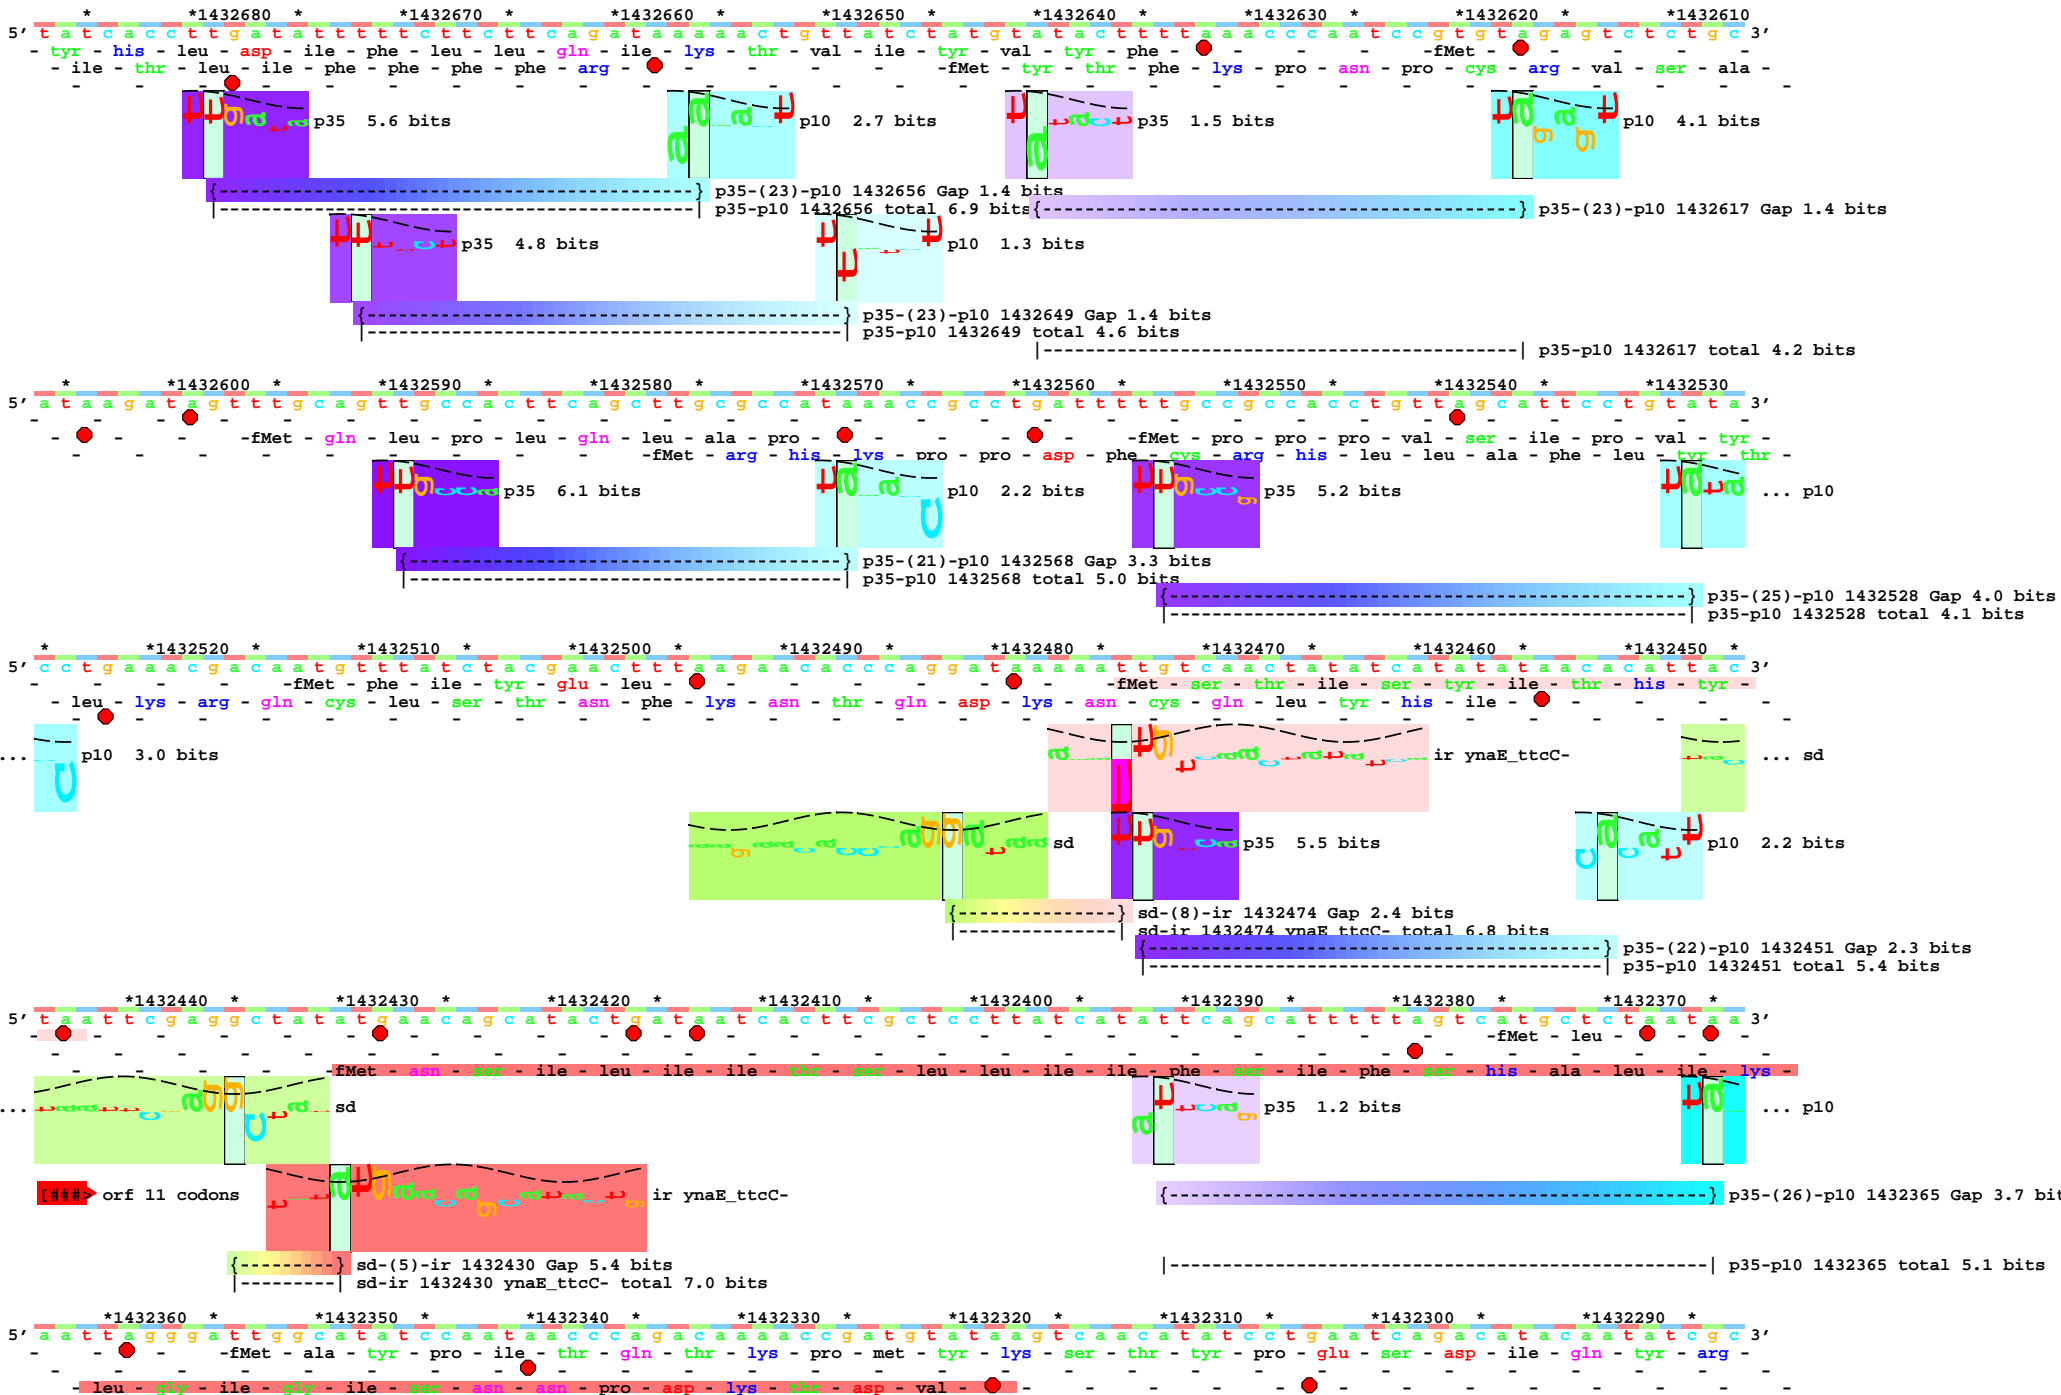 * *1432680 * *1432670 * *1432660 * *1432650 * *1432640 * *1432630 * *1432620 * *1432610
5' t a t c a c c t t g a t a t t t t t c t t c t t c a g a t a a a a a c t g t t a t c t a t g t a t a c t t t t a a a c c c a a t c c g t g t a g a g t c t c t g c 3'
- tyr - his - leu - asp - ile - phe - leu - leu - gln - ile - lys - thr - val - ile - tyr - val - tyr - phe - - - - -fMet - - - - -
- ile - thr - leu - ile - phe - phe - phe - phe - arg - - - - - -fMet - tyr - thr - phe - lys - pro - asn - pro - cys - arg - val - ser - ala -
p35 5.6 bits
p10 2.7 bits
p35 1.5 bits
p10 4.1 bits
{-----------------------} p35-(23)-p10 1432656 Gap 1.4 bits
|-----------------------| p35-p10 1432656 total 6.9 bits
{-----------------------} p35-(23)-p10 1432617 Gap 1.4 bits
p35 4.8 bits
p10 1.3 bits
{-----------------------} p35-(23)-p10 1432649 Gap 1.4 bits
|-----------------------| p35-p10 1432649 total 4.6 bits
|-----------------------| p35-p10 1432617 total 4.2 bits
* *1432600 * *1432590 * *1432580 * *1432570 * *1432560 * *1432550 * *1432540 * *1432530
5' a t a a g a t a g t t t g c a g t t g c c a c t t c a g c t t g c g c c a t a a a c c g c c t g a t t t t t g c c g c c a c c t g t t a g c a t t c c t g t a t a 3'
-fMet - gln - leu - pro - leu - gln - leu - ala - pro - - - - -fMet - pro - pro - pro - val - ser - ile - pro - val - tyr -
-fMet - arg - his - lys - pro - pro - asp - phe - cys - arg - his - leu - leu - ala - phe - leu - tyr - thr -
p35 6.1 bits
p10 2.2 bits
p35 5.2 bits
... p10
{---------------------} p35-(21)-p10 1432568 Gap 3.3 bits
|---------------------| p35-p10 1432568 total 5.0 bits
{-------------------------} p35-(25)-p10 1432528 Gap 4.0 bits
|-------------------------| p35-p10 1432528 total 4.1 bits
* *1432520 * *1432510 * *1432500 * *1432490 * *1432480 * *1432470 * *1432460 * *1432450 *
5' c c t g a a a c g a c a a t g t t t a t c t a c g a a c t t t a a g a a c a c c c a g g a t a a a a a t t g t c a a c t a t a t c a t a t a t a a c a c a t t a c 3'
-fMet - phe - ile - tyr - glu - leu - - - - - - - -fMet - ser - thr - ile - ser - tyr - ile - thr - his - tyr -
- leu - lys - arg - gln - cys - leu - ser - thr - asn - phe - lys - asn - thr - gln - asp - lys - asn - cys - gln - leu - tyr - his - ile -
... p10 3.0 bits
ir ynaE_ttcC-
... sd
sd
p35 5.5 bits
p10 2.2 bits
{--------} sd-(8)-ir 1432474 Gap 2.4 bits
|--------| sd-ir 1432474 ynaE_ttcC- total 6.8 bits
{----------------------} p35-(22)-p10 1432451 Gap 2.3 bits
|----------------------| p35-p10 1432451 total 5.4 bits
*1432440 * *1432430 * *1432420 * *1432410 * *1432400 * *1432390 * *1432380 * *1432370 *
5' t a a t t c g a g g c t a t a t g a a c a g c a t a c t g a t a a t c a c t t c g c t c c t t a t c a t a t t c a g c a t t t t a g t c a t g c t c t a a t a a 3'
-fMet - leu -
-fMet - asn - ser - ile - leu - ile - ile - thr - ser - leu - leu - ile - ile - phe - ser - ile - phe - ser - his - ala - leu - ile - lys -
... sd
p35 1.2 bits
... p10
[###> orf 11 codons
ir ynaE_ttcC-
{--------------------------} p35-(26)-p10 1432365 Gap 3.7 bit
{-----} sd-(5)-ir 1432430 Gap 5.4 bits
|-----| sd-ir 1432430 ynaE_ttcC- total 7.0 bits
|--------------------------| p35-p10 1432365 total 5.1 bits
*1432360 * *1432350 * *1432340 * *1432330 * *1432320 * *1432310 * *1432300 * *1432290 *
5' a a t t a g g g a t t g g c a t a t c c a a t a a c c c a g a c a a a a c c g a t g t a t a a g t c a a c a t a t c c t g a a t c a g a c a t a c a a t a t c g c 3'
-fMet - ala - tyr - pro - ile - thr - gln - thr - lys - pro - met - tyr - lys - ser - thr - tyr - pro - glu - ser - asp - ile - gln - tyr - arg -
- leu - gly - ile - gly - ile - ser - asn - asn - pro - asp - lys - thr - asp - val -